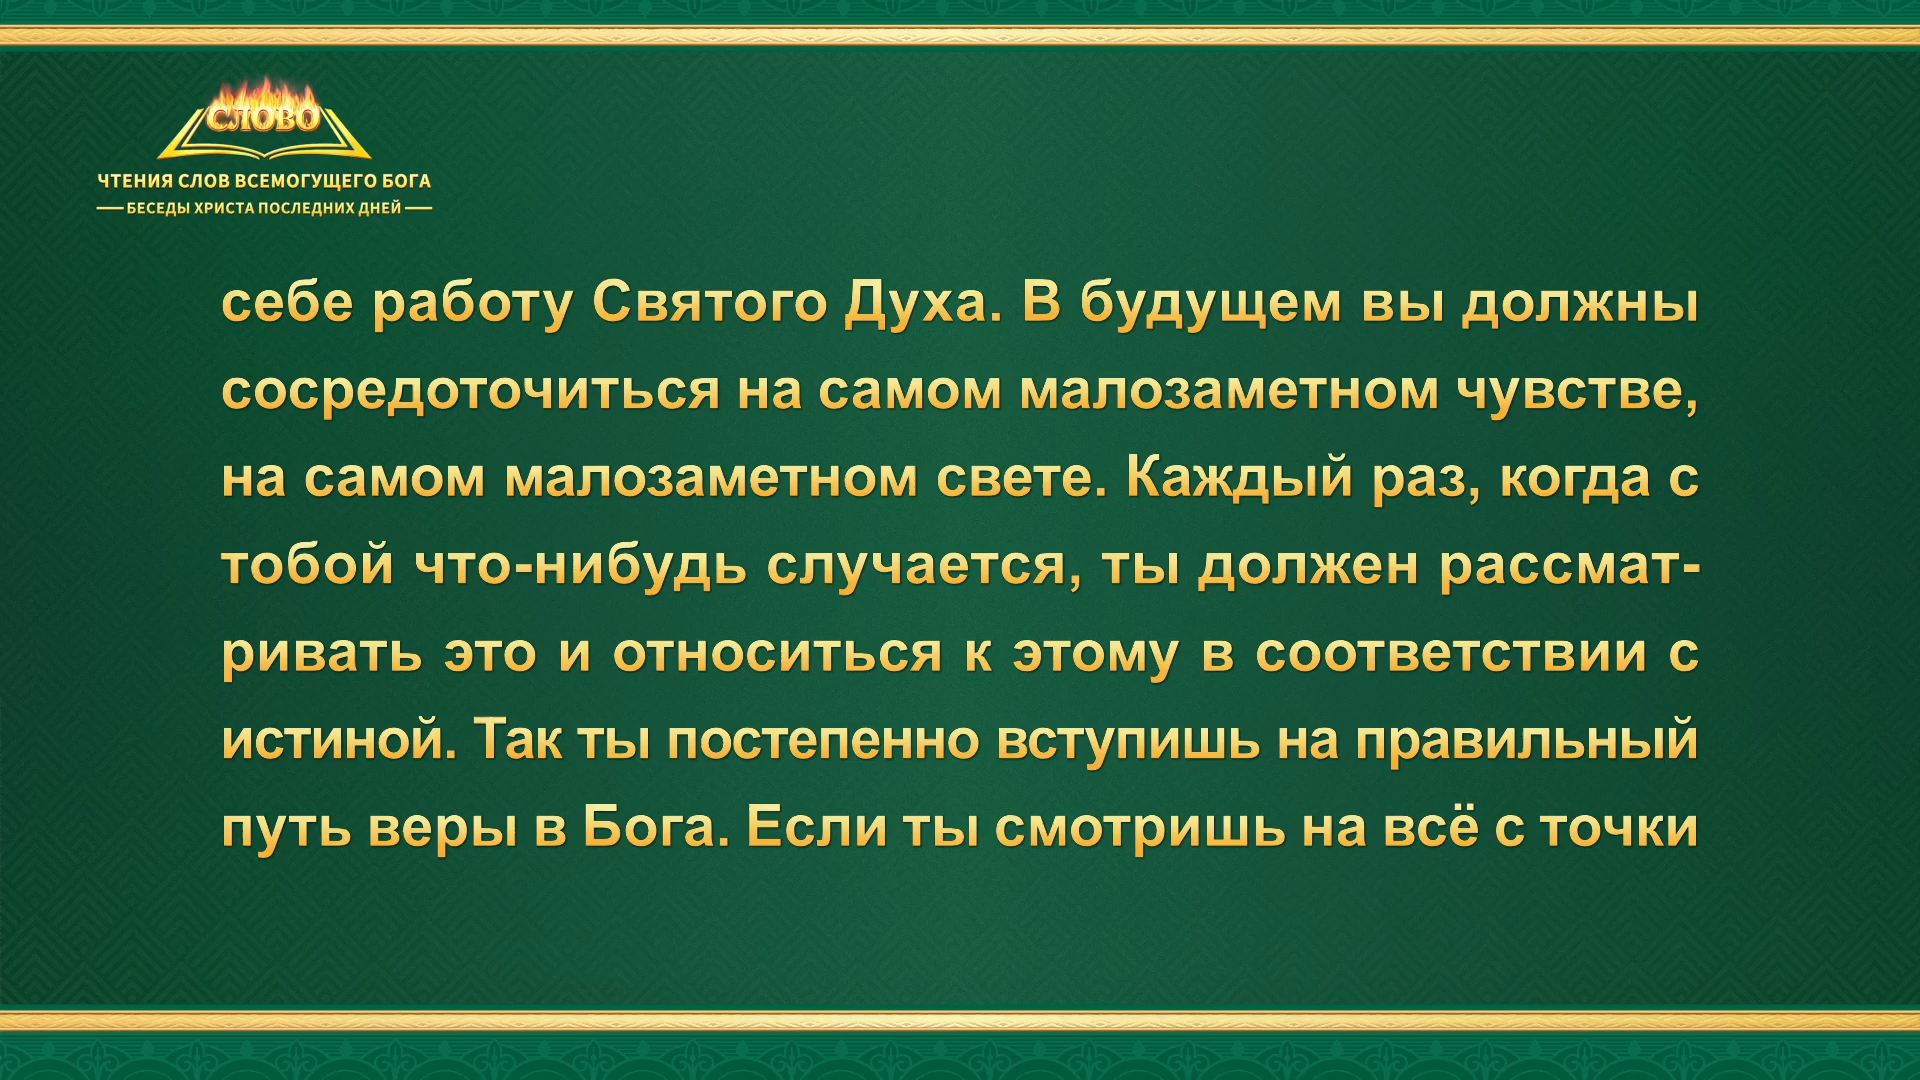 СЛОВО
ЧТЕНИЯ СЛОВ ВСЕМОГУЩЕГО БОГА
БЕСЕДЫ ХРИСТА ПОСЛЕДНИХ ДНЕЙ
себе работу Святого Духа. В будущем вы должны
сосредоточиться на самом малозаметном чувстве,
на самом малозаметном свете. Каждый раз, когда с
тобой что-нибудь случается, ты должен рассмат-
ривать это и относиться к этому в соответствии с
истиной. Так ты постепенно вступишь на правильный
путь веры в Бога. Если ты смотришь на всё с точки